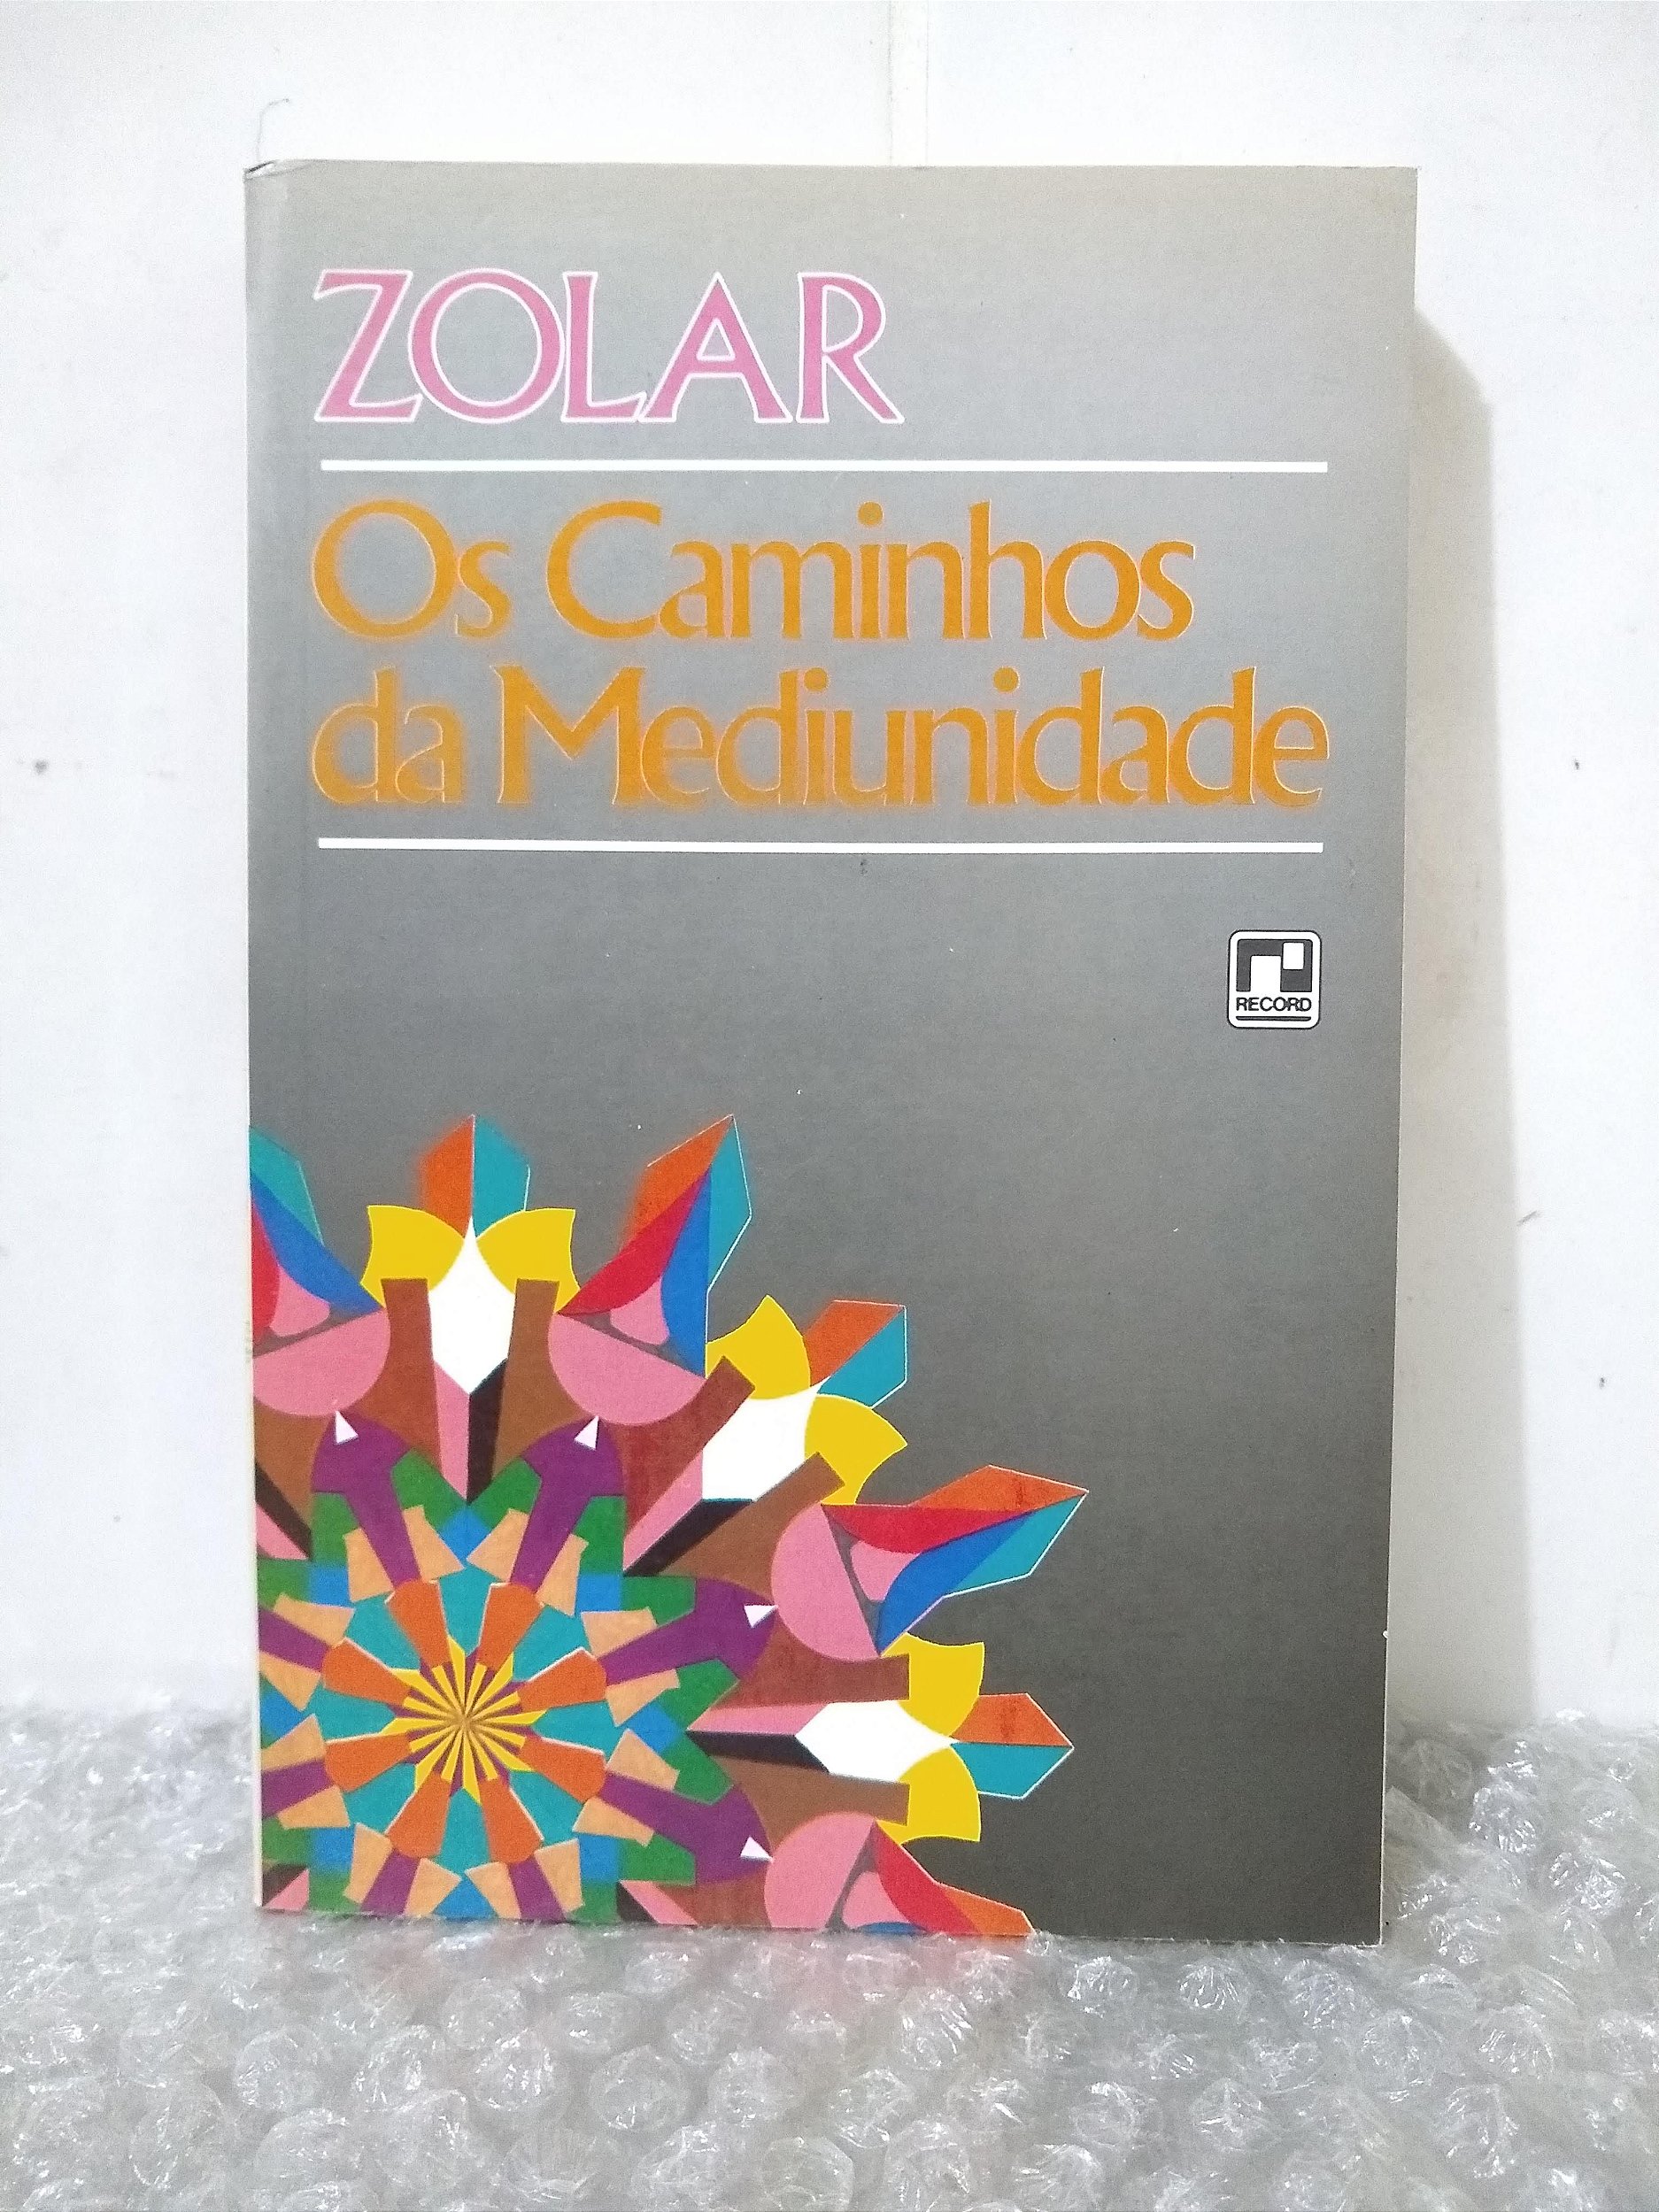 ZOLAR
Os Caminhos
da Mediunidade
RECORD